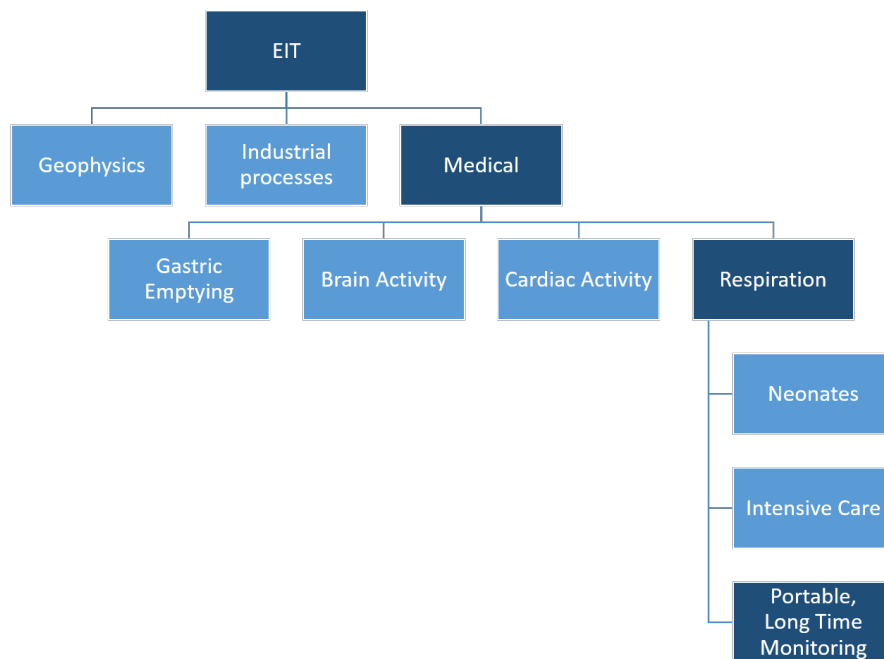 EIT
Geophysics
Industrial
processes
Medical
Gastric
Emptying
Brain Activity
Cardiac Activity
Respiration
Neonates
Intensive Care
Portable,
Long Time
Monitoring